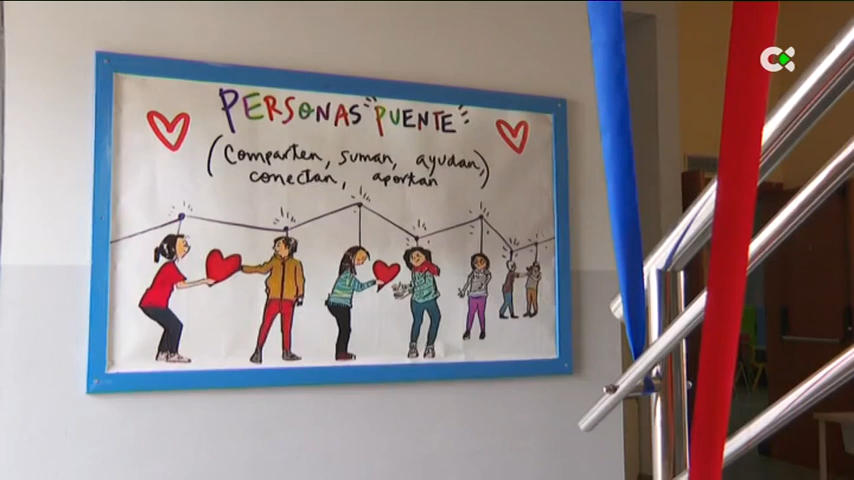 PERSONAS "PUENTE"
(Comparten, suman, ayudan,
conectan, aportan)